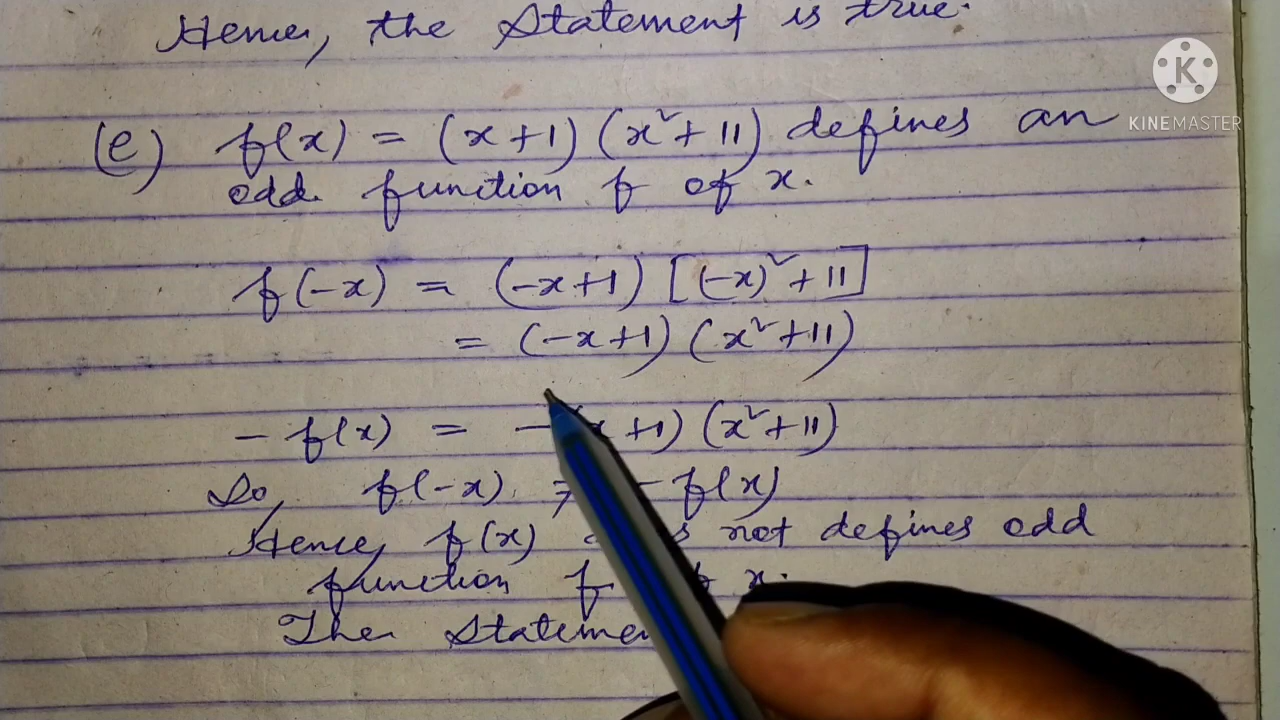 Hence, the Statement is true.
K
KINEMASTER
(e) f(x) = (x+1) (x²+11) defines an
odd function f of x.
f(-x) = (-x+1) [(-x)²+11]
= (-x+1) (x²+11)
- f(x) = -(x+1) (x²+11)
So, f(-x) ≠ - f(x)
Hence, f(x) not defines odd
function f x.
The